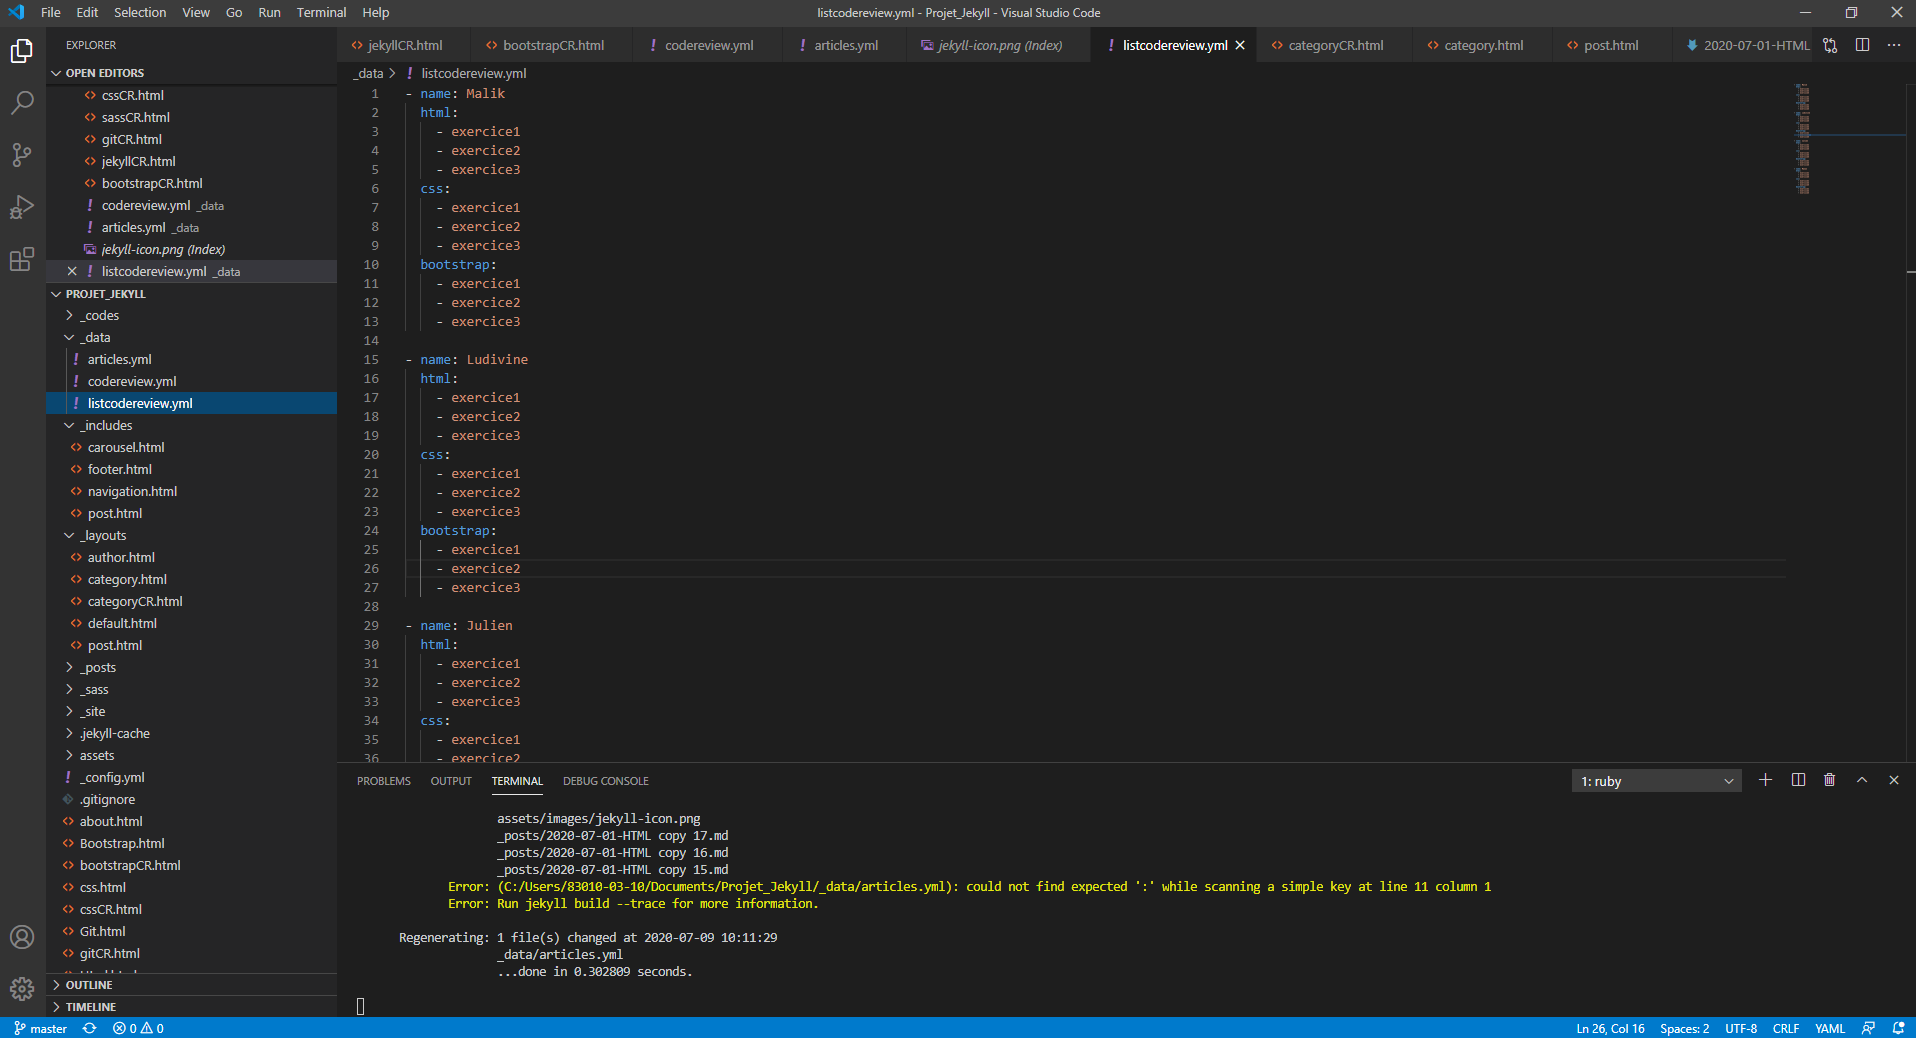 File Edit Selection View Go Run Terminal Help
listcodereview.yml - Projet_Jekyll - Visual Studio Code
EXPLORER
OPEN EDITORS
cssCR.html
sassCR.html
gitCR.html
jekyllCR.html
bootstrapCR.html
codereview.yml _data
articles.yml _data
jekyll-icon.png (Index)
listcodereview.yml _data
PROJET_JEKYLL
_codes
_data
articles.yml
codereview.yml
listcodereview.yml
_includes
carousel.html
footer.html
navigation.html
post.html
_layouts
author.html
category.html
categoryCR.html
default.html
post.html
_posts
_sass
_site
.jekyll-cache
assets
_config.yml
.gitignore
about.html
Bootstrap.html
bootstrapCR.html
css.html
cssCR.html
Git.html
gitCR.html
OUTLINE
TIMELINE
jekyllCR.html bootstrapCR.html codereview.yml articles.yml jekyll-icon.png (Index) listcodereview.yml categoryCR.html category.html post.html 2020-07-01-HTML
_data > listcodereview.yml
1 - name: Malik
2 html:
3 - exercice1
4 - exercice2
5 - exercice3
6 css:
7 - exercice1
8 - exercice2
9 - exercice3
10 bootstrap:
11 - exercice1
12 - exercice2
13 - exercice3
14
15 - name: Ludivine
16 html:
17 - exercice1
18 - exercice2
19 - exercice3
20 css:
21 - exercice1
22 - exercice2
23 - exercice3
24 bootstrap:
25 - exercice1
26 - exercice2
27 - exercice3
28
29 - name: Julien
30 html:
31 - exercice1
32 - exercice2
33 - exercice3
34 css:
35 - exercice1
36 - exercice2
PROBLEMS OUTPUT TERMINAL DEBUG CONSOLE
1: ruby
assets/images/jekyll-icon.png
_posts/2020-07-01-HTML copy 17.md
_posts/2020-07-01-HTML copy 16.md
_posts/2020-07-01-HTML copy 15.md
Error: (C:/Users/83010-03-10/Documents/Projet_Jekyll/_data/articles.yml): could not find expected ':' while scanning a simple key at line 11 column 1
Error: Run jekyll build --trace for more information.
Regenerating: 1 file(s) changed at 2020-07-09 10:11:29
_data/articles.yml
...done in 0.302809 seconds.
master 0 0
Ln 26, Col 16 Spaces: 2 UTF-8 CRLF YAML